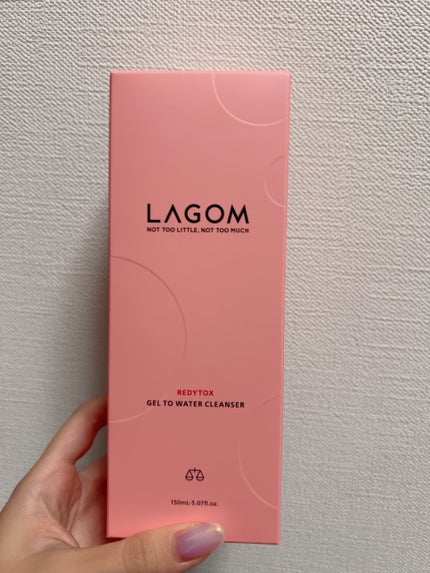 LAGOM
NOT TOO LITTLE, NOT TOO MUCH
REDYTOX
GEL TO WATER CLEANSER
150mL·5.07fl.oz.